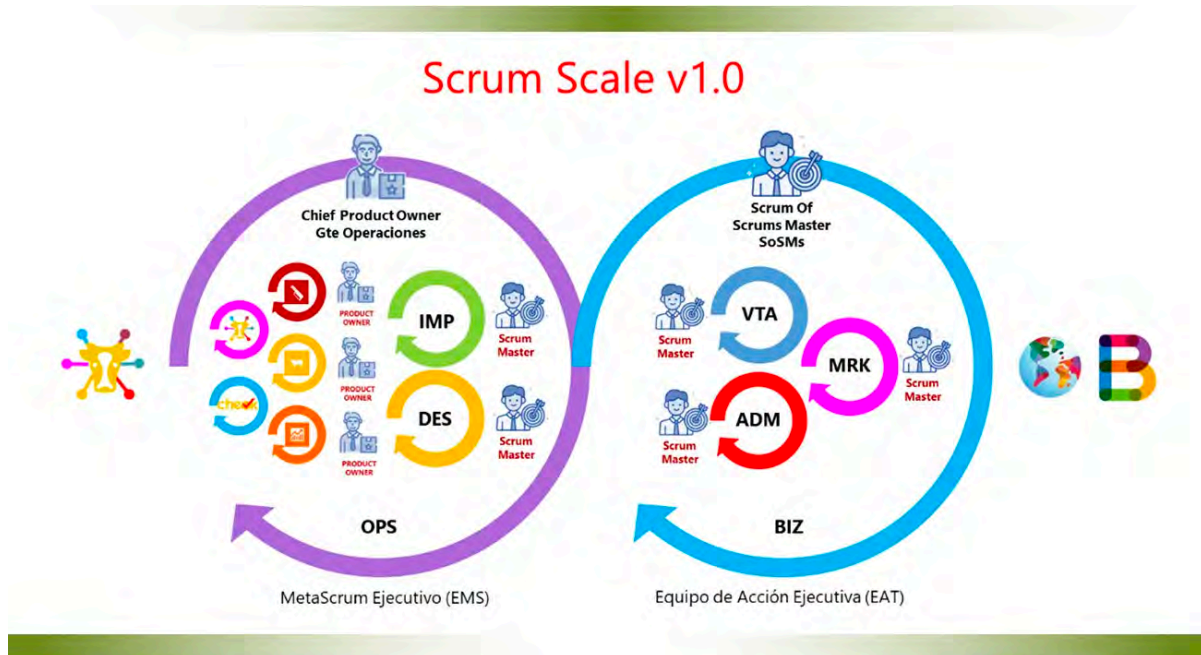 Scrum Scale v1.0
Chief Product Owner
Gte Operaciones
PRODUCT
OWNER
PRODUCT
OWNER
PRODUCT
OWNER
check
IMP
Scrum
Master
DES
Scrum
Master
OPS
MetaScrum Ejecutivo (EMS)
Scrum Of
Scrums Master
SoSMs
VTA
Scrum
Master
MRK
Scrum
Master
ADM
Scrum
Master
BIZ
Equipo de Acción Ejecutiva (EAT)
B